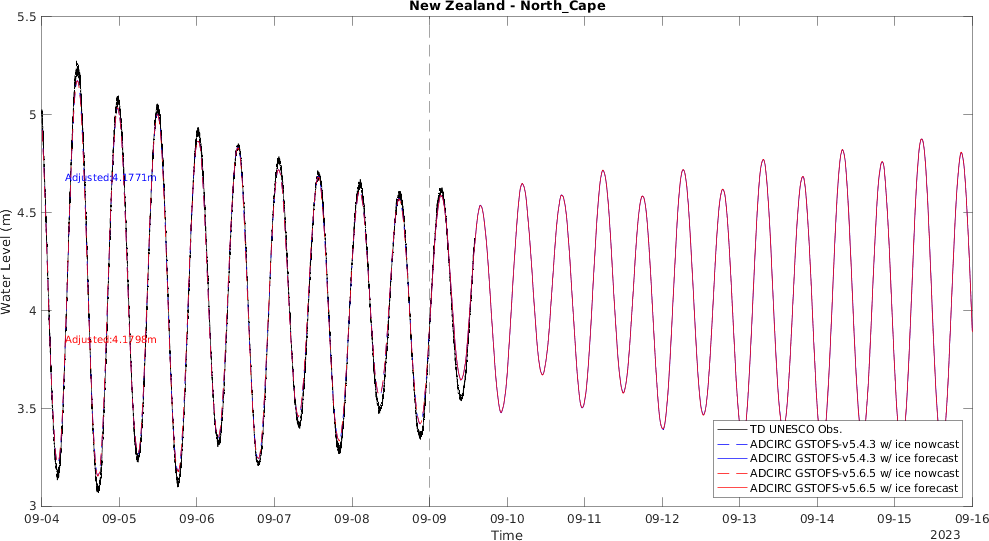 New Zealand - North_Cape
5.5
5
4.5
4
3.5
3
Water Level (m)
Adjusted:4.1771m
Adjusted:4.1798m
TD UNESCO Obs.
ADCIRC GSTOFS-v5.4.3 w/ ice nowcast
ADCIRC GSTOFS-v5.4.3 w/ ice forecast
ADCIRC GSTOFS-v5.6.5 w/ ice nowcast
ADCIRC GSTOFS-v5.6.5 w/ ice forecast
09-04 09-05 09-06 09-07 09-08 09-09 09-10 09-11 09-12 09-13 09-14 09-15 09-16
Time
2023